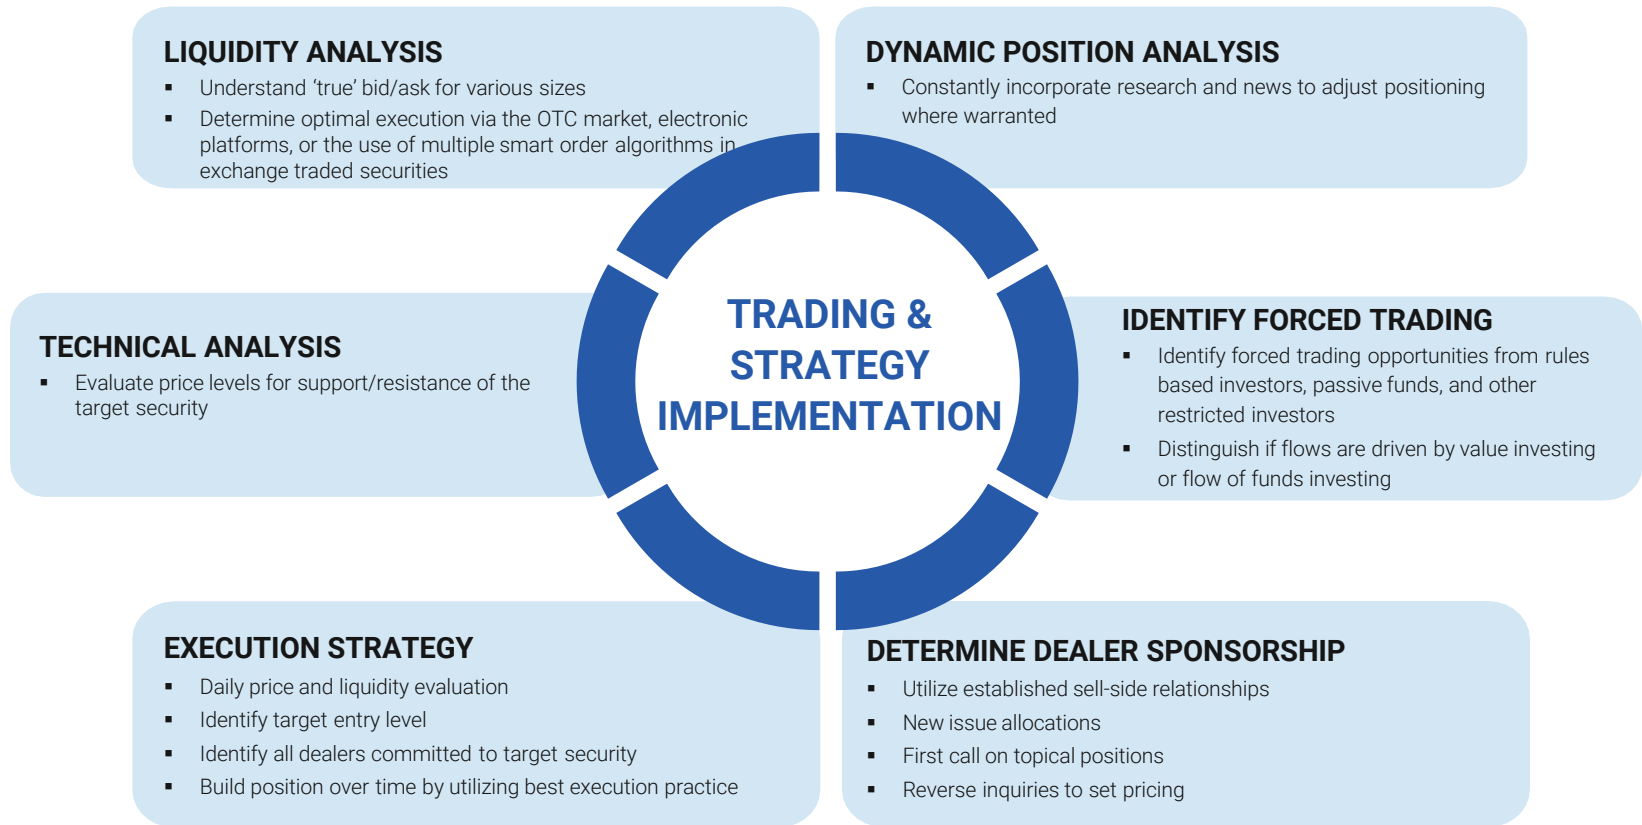 LIQUIDITY ANALYSIS
▪ Understand ‘true’ bid/ask for various sizes
▪ Determine optimal execution via the OTC market, electronic
platforms, or the use of multiple smart order algorithms in
exchange traded securities
DYNAMIC POSITION ANALYSIS
▪ Constantly incorporate research and news to adjust positioning
where warranted
TECHNICAL ANALYSIS
▪ Evaluate price levels for support/resistance of the
target security
TRADING &
STRATEGY
IMPLEMENTATION
IDENTIFY FORCED TRADING
▪ Identify forced trading opportunities from rules
based investors, passive funds, and other
restricted investors
▪ Distinguish if flows are driven by value investing
or flow of funds investing
EXECUTION STRATEGY
▪ Daily price and liquidity evaluation
▪ Identify target entry level
▪ Identify all dealers committed to target security
▪ Build position over time by utilizing best execution practice
DETERMINE DEALER SPONSORSHIP
▪ Utilize established sell-side relationships
▪ New issue allocations
▪ First call on topical positions
▪ Reverse inquiries to set pricing